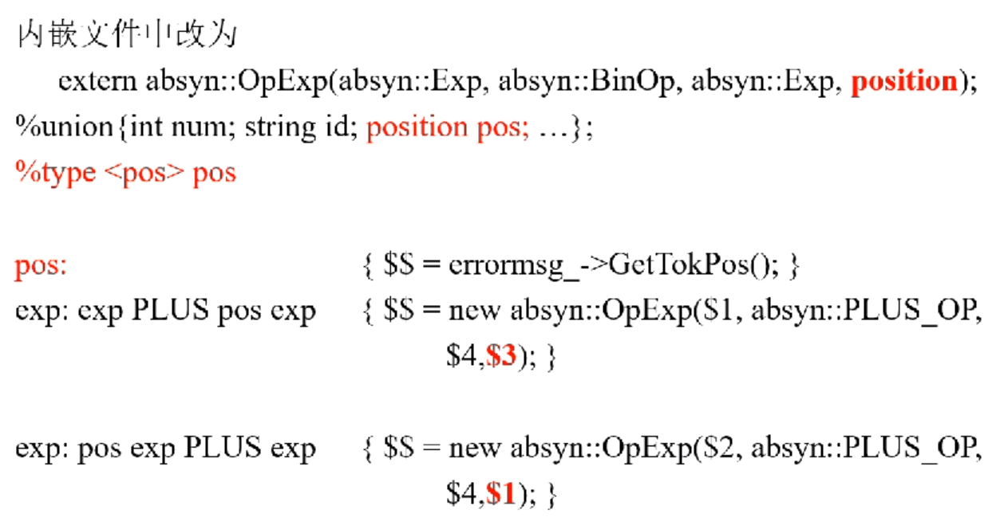 内嵌文件中改为
extern absyn::OpExp(absyn::Exp, absyn::BinOp, absyn::Exp, position);
%union{int num; string id; position pos; …};
%type <pos> pos
pos: { $$ = errormsg_->GetTokPos(); }
exp: exp PLUS pos exp { $$ = new absyn::OpExp($1, absyn::PLUS_OP,
$4,$3); }
exp: pos exp PLUS exp { $$ = new absyn::OpExp($2, absyn::PLUS_OP,
$4,$1); }